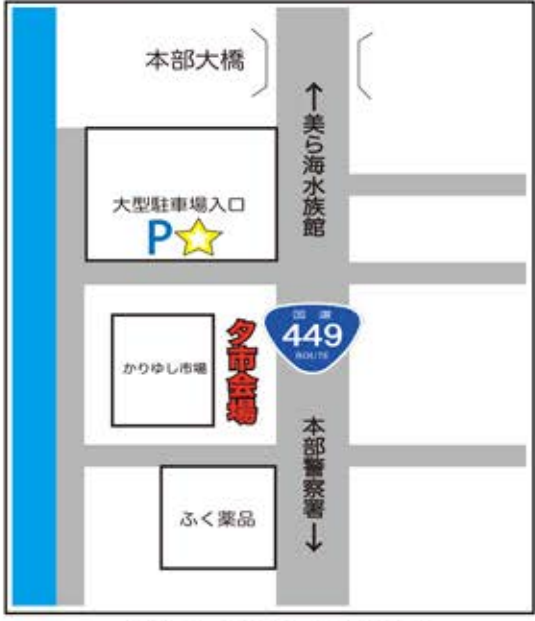 本部大橋
↑美ら海水族館
大型駐車場入口
P
国道
449
ROUTE
夕市会場
かりゆし市場
本部警察署↓
ふく薬品